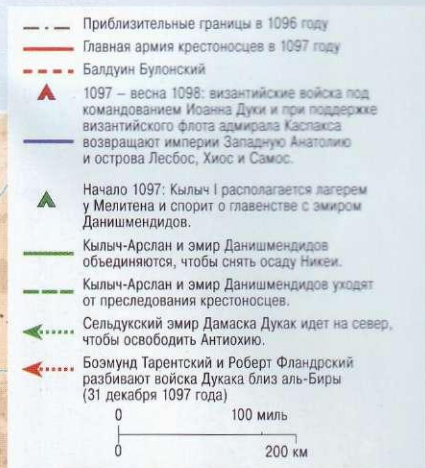 Приблизительные границы в 1096 году
Главная армия крестоносцев в 1097 году
Балдуин Булонский
1097 – весна 1098: византийские войска под
командованием Иоанна Дуки и при поддержке
византийского флота адмирала Каспакса
возвращают империи Западную Анатолию
и острова Лесбос, Хиос и Самос.
Начало 1097: Кылыч I располагается лагерем
у Мелитена и спорит о главенстве с эмиром
Данишмендидов.
Кылыч-Арслан и эмир Данишмендидов
объединяются, чтобы снять осаду Никеи.
Кылыч-Арслан и эмир Данишмендидов уходят
от преследования крестоносцев.
Сельдукский эмир Дамаска Дукак идет на север,
чтобы освободить Антиохию.
Боэмунд Тарентский и Роберт Фландрский
разбивают войска Дукака близ аль-Биры
(31 декабря 1097 года)
0 100 миль
0 200 км